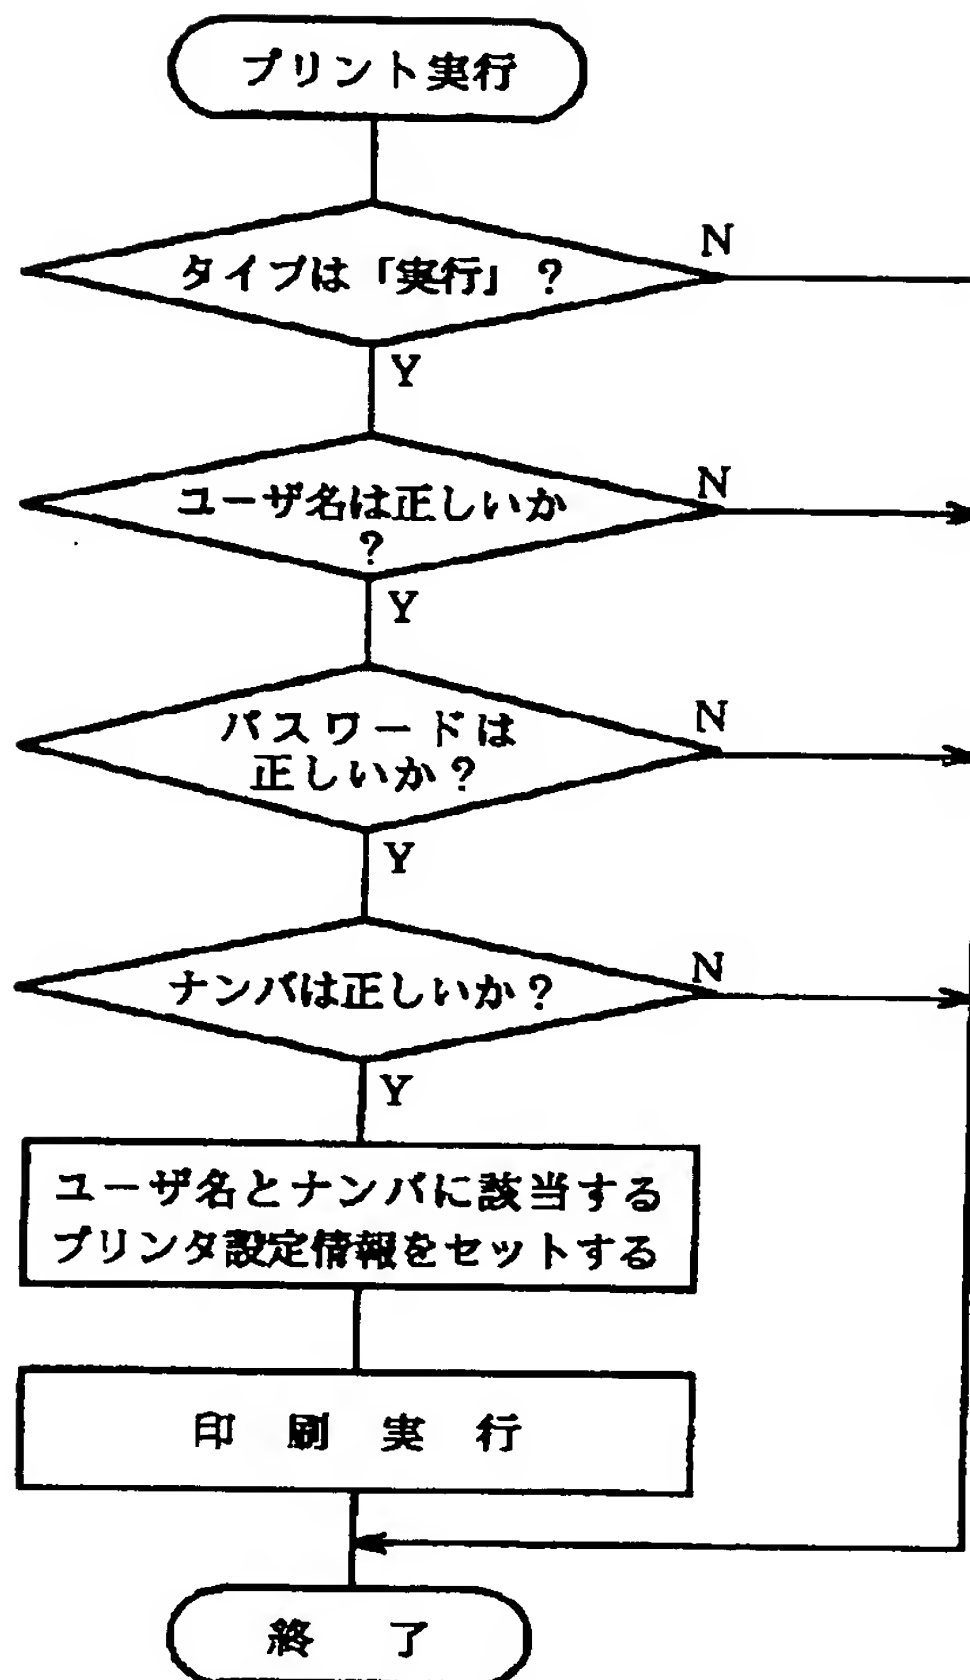 プリント実行
タイプは「実行」?
N
Y
ユーザ名は正しいか
?
N
Y
パスワードは
正しいか?
N
Y
ナンバは正しいか?
N
Y
ユーザ名とナンバに該当する
プリンタ設定情報をセットする
印刷実行
終了